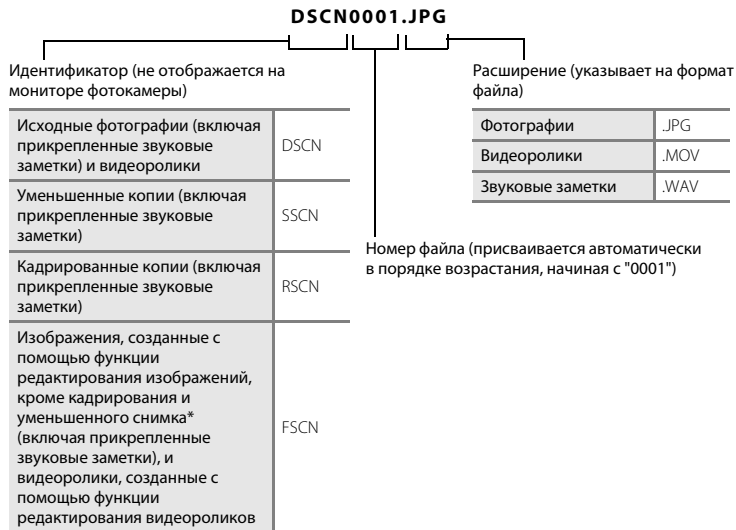 DSCN0001.JPG
Идентификатор (не отображается на
мониторе фотокамеры)
Исходные фотографии (включая
прикрепленные звуковые
заметки) и видеоролики
DSCN
Уменьшенные копии (включая
прикрепленные звуковые
заметки)
SSCN
Кадрированные копии (включая
прикрепленные звуковые
заметки)
RSCN
Изображения, созданные с
помощью функции
редактирования изображений,
кроме кадрирования и
уменьшенного снимка*
(включая прикрепленные
звуковые заметки), и
видеоролики, созданные с
помощью функции
редактирования видеороликов
FSCN
Номер файла (присваивается автоматически
в порядке возрастания, начиная с "0001")
Расширение (указывает на формат
файла)
Фотографии .JPG
Видеоролики .MOV
Звуковые заметки .WAV